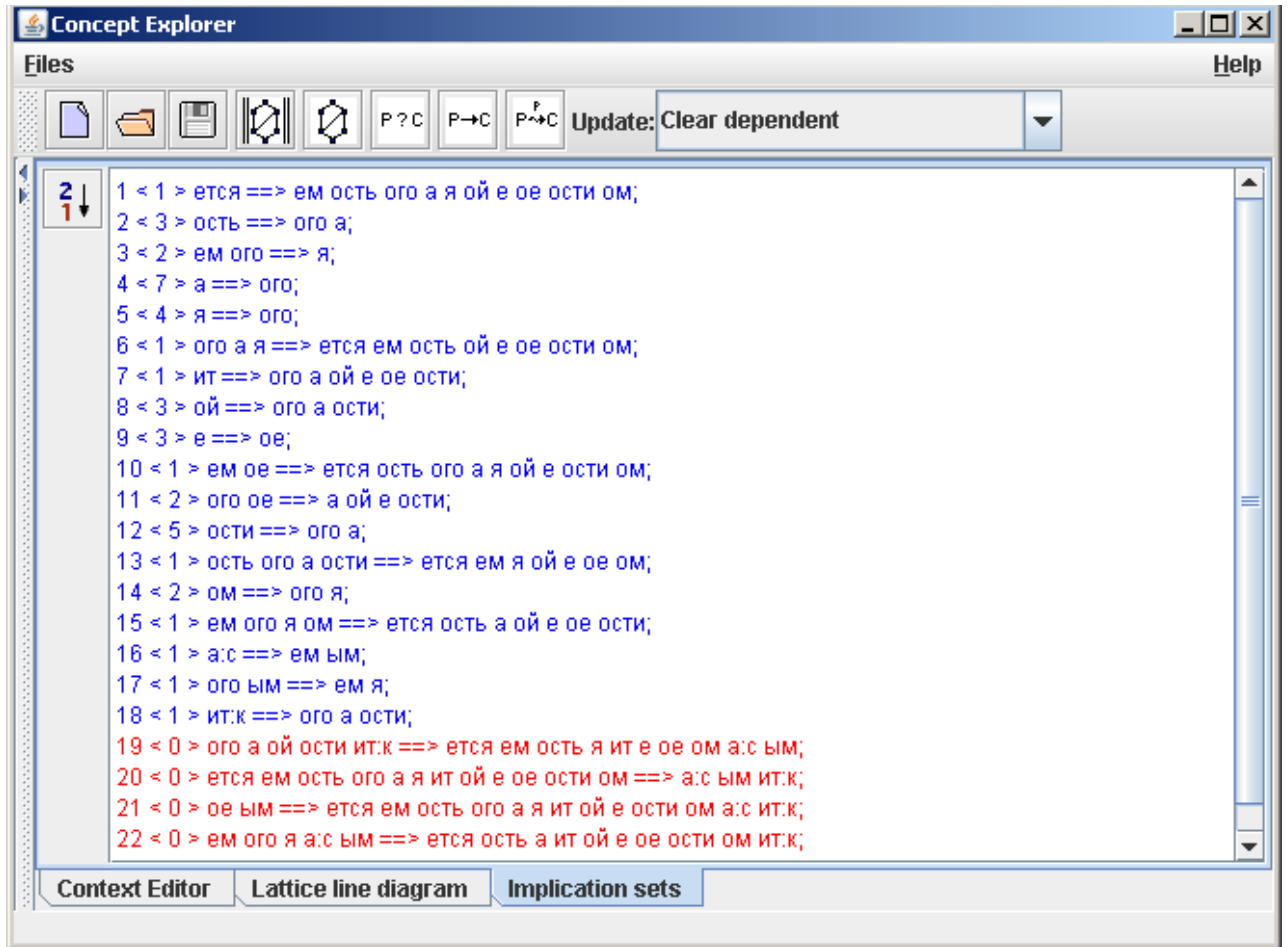 Concept Explorer
Files Help
P?C P→C P→C P Update: Clear dependent
2 1
1 < 1 > ется ==> ем ость ого а я ой е ое ости ом;
2 < 3 > ость ==> ого а;
3 < 2 > ем ого ==> я;
4 < 7 > а ==> ого;
5 < 4 > я ==> ого;
6 < 1 > ого а я ==> ется ем ость ой е ое ости ом;
7 < 1 > ит ==> ого а ой е ое ости;
8 < 3 > ой ==> ого а ости;
9 < 3 > е ==> ое;
10 < 1 > ем ое ==> ется ость ого а я ой е ости ом;
11 < 2 > ого ое ==> а ой е ости;
12 < 5 > ости ==> ого а;
13 < 1 > ость ого а ости ==> ется ем я ой е ое ом;
14 < 2 > ом ==> ого я;
15 < 1 > ем ого я ом ==> ется ость а ой е ое ости;
16 < 1 > а:с ==> ем ым;
17 < 1 > ого ым ==> ем я;
18 < 1 > ит:к ==> ого а ости;
19 < 0 > ого а ой ости ит:к ==> ется ем ость я ит е ое ом а:с ым;
20 < 0 > ется ем ость ого а я ит ой е ое ости ом ==> а:с ым ит:к;
21 < 0 > ое ым ==> ется ем ость ого а я ит ой е ости ом а:с ит:к;
22 < 0 > ем ого я а:с ым ==> ется ость а ит ой е ое ости ом ит:к;
Context Editor Lattice line diagram Implication sets